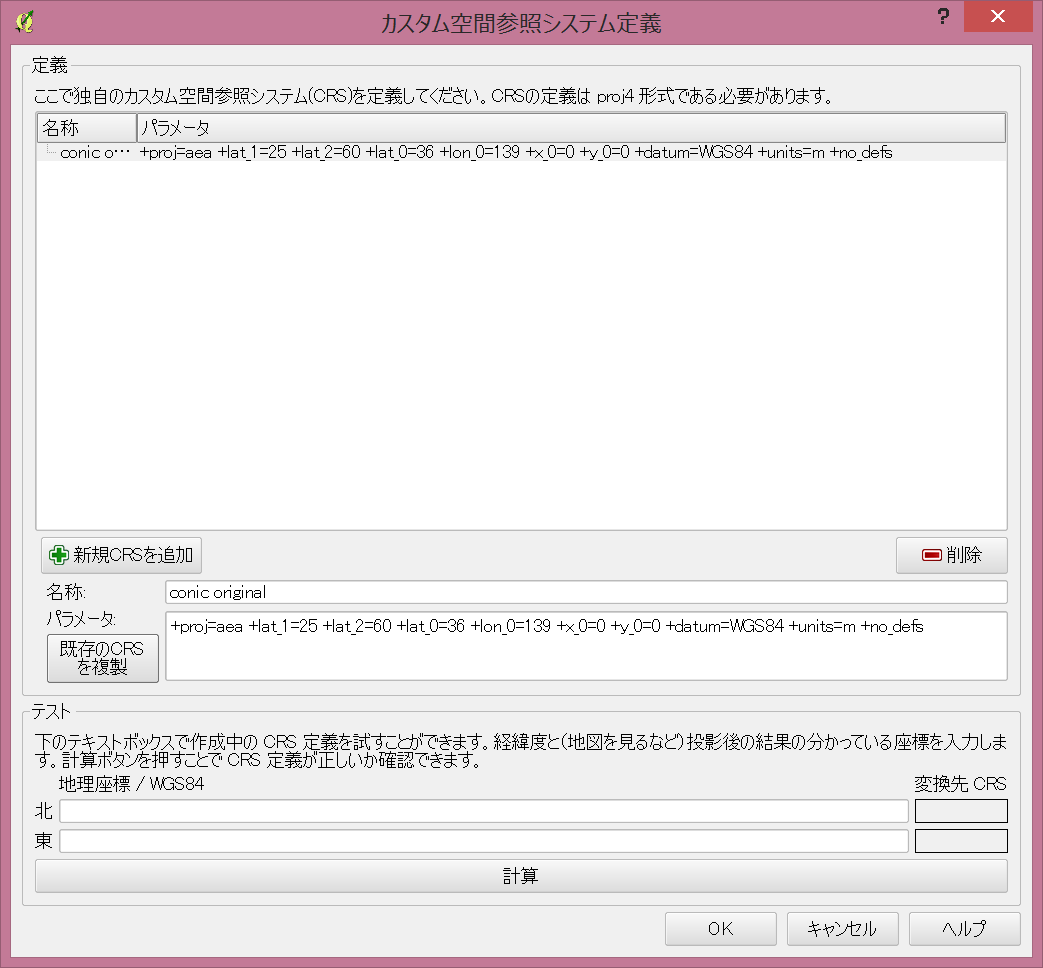 カスタム空間参照システム定義
?
定義
ここで独自のカスタム空間参照システム(CRS)を定義してください。CRSの定義は proj4 形式である必要があります。
名称 パラメータ
conic o… +proj=aea +lat_1=25 +lat_2=60 +lat_0=36 +lon_0=139 +x_0=0 +y_0=0 +datum=WGS84 +units=m +no_defs
新規CRSを追加 削除
名称: conic original
パラメータ: +proj=aea +lat_1=25 +lat_2=60 +lat_0=36 +lon_0=139 +x_0=0 +y_0=0 +datum=WGS84 +units=m +no_defs
既存のCRS
を複製
テスト
下のテキストボックスで作成中の CRS 定義を試すことができます。経緯度と(地図を見るなど)投影後の結果の分かっている座標を入力しま
す。計算ボタンを押すことで CRS 定義が正しいか確認できます。
地理座標 / WGS84 変換先 CRS
北
東
計算
OK キャンセル ヘルプ